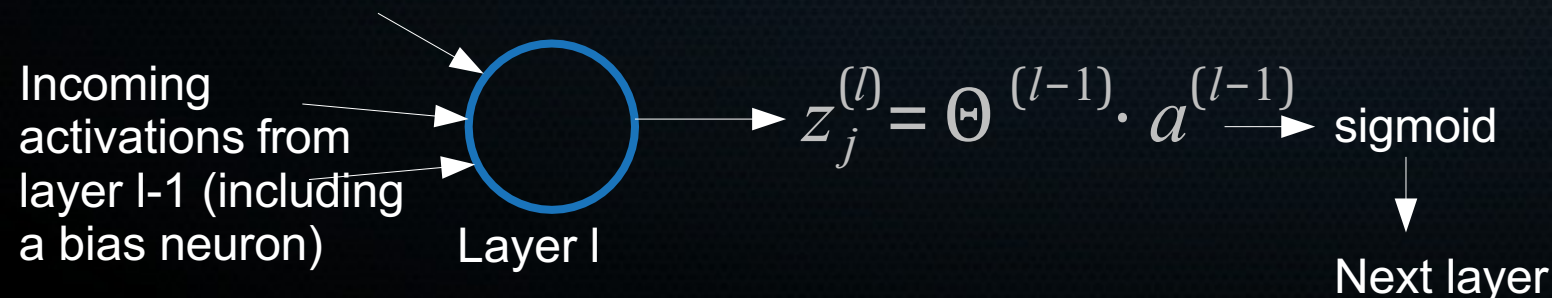 Incoming
activations from
layer l-1 (including
a bias neuron)
Layer l
z_j^{(l)} = Θ^{(l−1)} · a^{(l−1)}
sigmoid
Next layer